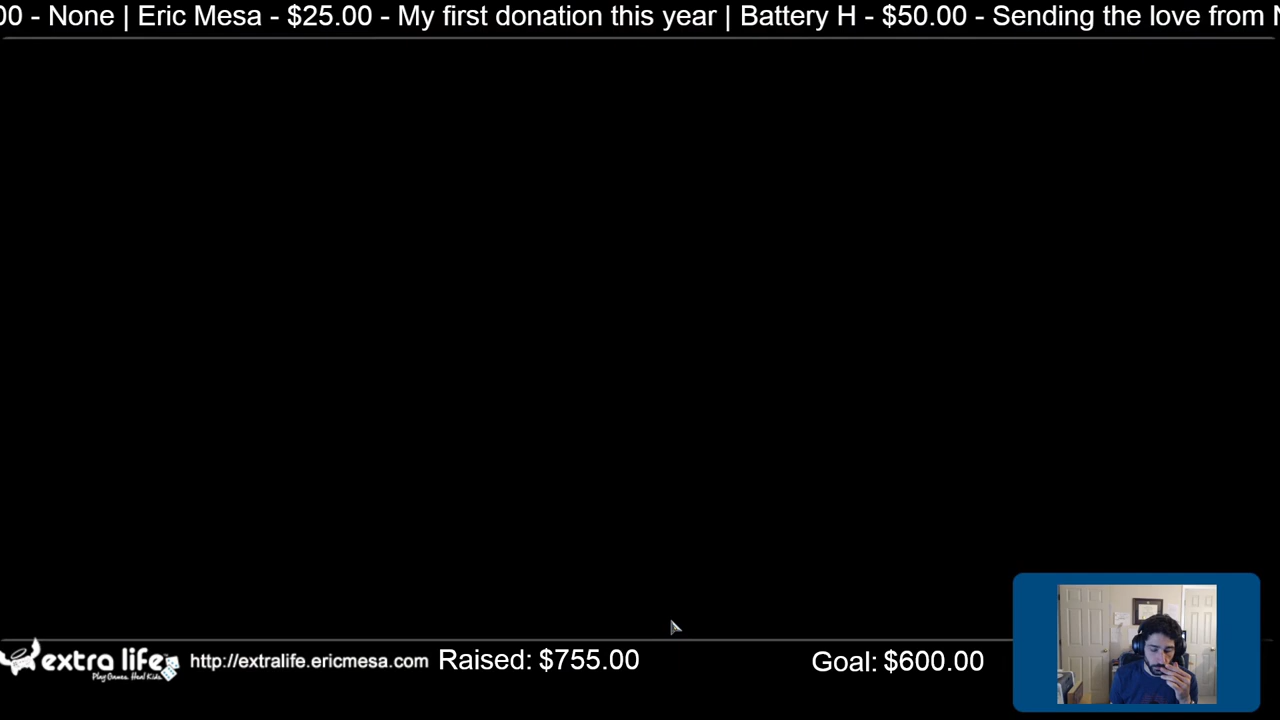 00 - None | Eric Mesa - $25.00 - My first donation this year | Battery H - $50.00 - Sending the love from N
extra life
Play Games. Heal Kids.
http://extralife.ericmesa.com
Raised: $755.00
Goal: $600.00